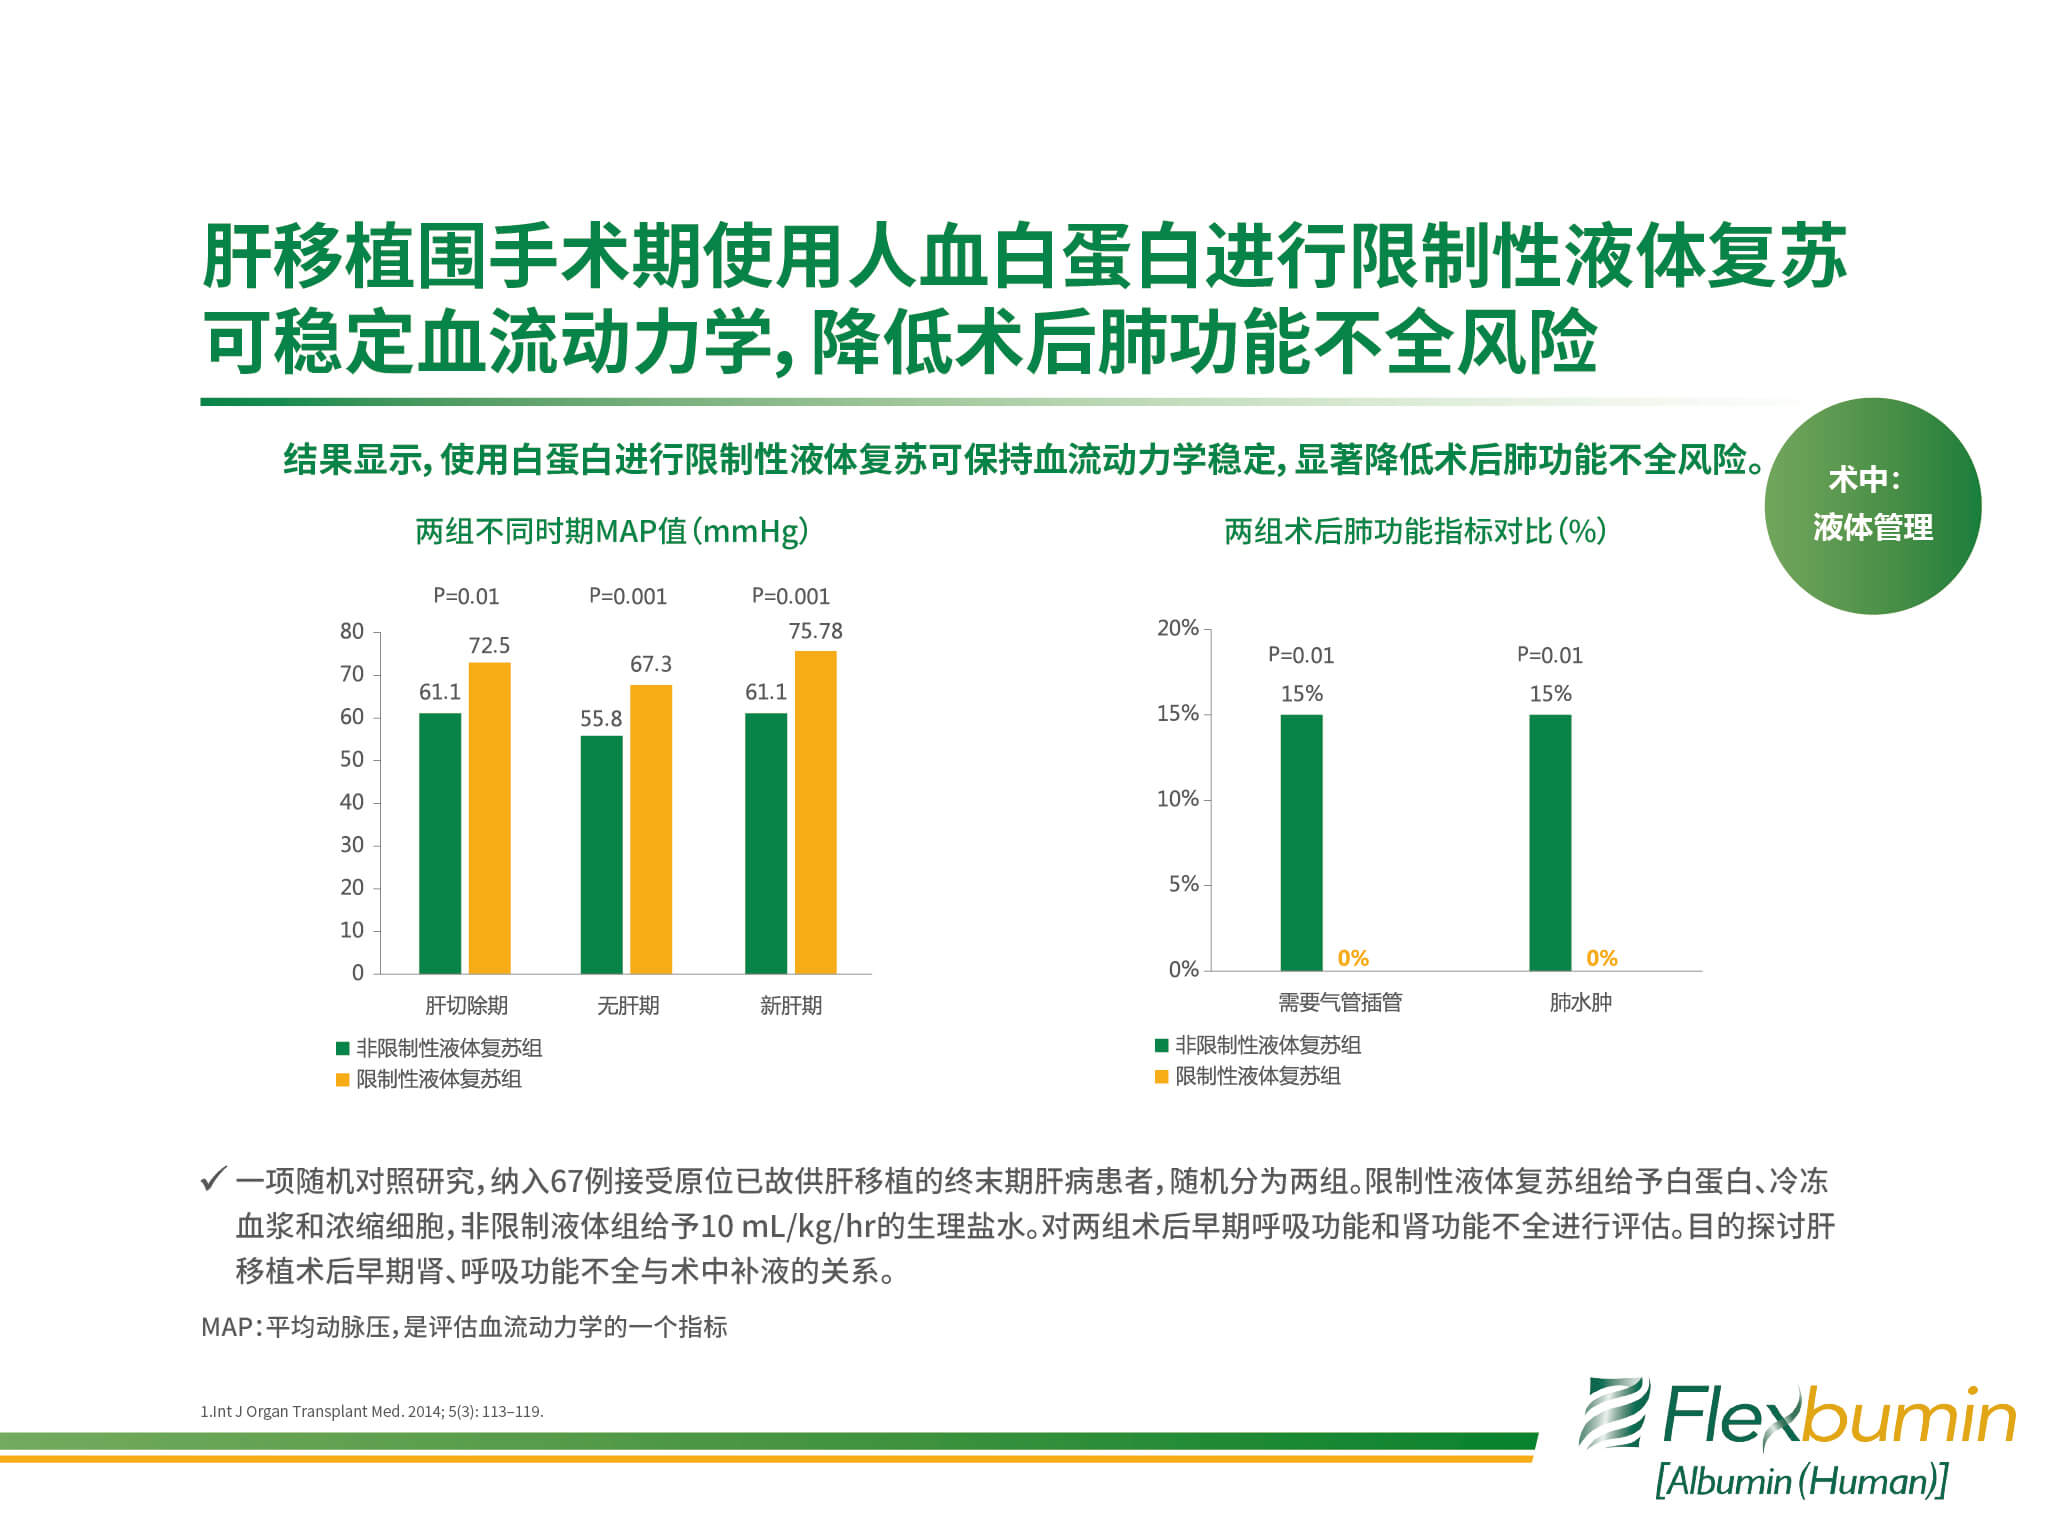 肝移植围手术期使用人血白蛋白进行限制性液体复苏
可稳定血流动力学，降低术后肺功能不全风险
结果显示，使用白蛋白进行限制性液体复苏可保持血流动力学稳定，显著降低术后肺功能不全风险。
术中：
液体管理
两组不同时期MAP值（mmHg）
P=0.01 P=0.001 P=0.001
80
70
60
50
40
30
20
10
0
61.1 72.5
55.8 67.3
61.1 75.78
肝切除期 无肝期 新肝期
非限制性液体复苏组
限制性液体复苏组
两组术后肺功能指标对比（%）
20%
15%
10%
5%
0%
P=0.01 P=0.01
15% 15%
0% 0%
需要气管插管 肺水肿
非限制性液体复苏组
限制性液体复苏组
✓ 一项随机对照研究，纳入67例接受原位已故供肝移植的终末期肝病患者，随机分为两组。限制性液体复苏组给予白蛋白、冷冻
血浆和浓缩细胞，非限制液体组给予10 mL/kg/hr的生理盐水。对两组术后早期呼吸功能和肾功能不全进行评估。目的探讨肝
移植术后早期肾、呼吸功能不全与术中补液的关系。
MAP：平均动脉压，是评估血流动力学的一个指标
1.Int J Organ Transplant Med. 2014; 5(3): 113–119.
Flexbumin
[Albumin (Human)]